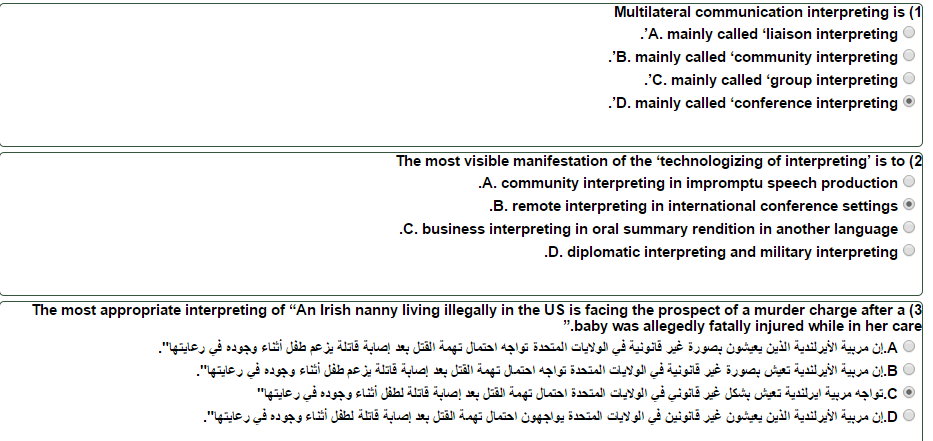 Multilateral communication interpreting is (1
.'A. mainly called ‘liaison interpreting
.'B. mainly called ‘community interpreting
.'C. mainly called ‘group interpreting
.'D. mainly called ‘conference interpreting
The most visible manifestation of the ‘technologizing of interpreting’ is to (2
.A. community interpreting in impromptu speech production
.B. remote interpreting in international conference settings
.C. business interpreting in oral summary rendition in another language
.D. diplomatic interpreting and military interpreting
The most appropriate interpreting of “An Irish nanny living illegally in the US is facing the prospect of a murder charge after a (3
”.baby was allegedly fatally injured while in her care
A.إن مربية الأيرلندية الذين يعيشون بصورة غير قانونية في الولايات المتحدة تواجه احتمال تهمة القتل بعد إصابة قاتلة يزعم طفل أثناء وجوده في رعايتها".
B.إن مربية الأيرلندية تعيش بصورة غير قانونية في الولايات المتحدة تواجه احتمال تهمة القتل بعد إصابة قاتلة يزعم طفل أثناء وجوده في رعايتها".
C.تواجه مربية ايرلندية تعيش بشكل غير قانوني في الولايات المتحدة احتمال تهمة القتل بعد إصابة قاتلة لطفل أثناء وجوده في رعايتها"
D.إن مربية الأيرلندية الذين يعيشون غير قانونين في الولايات المتحدة يواجهون احتمال تهمة القتل بعد إصابة قاتلة لطفل أثناء وجوده في رعايتها".